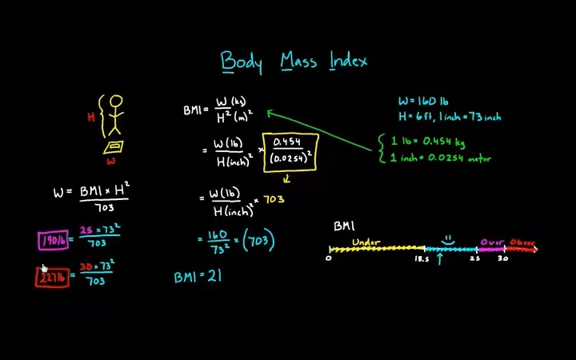 Body Mass Index
H
W
BMI = W (kg) / H² (m)²
= W (lb) / H (inch)² × 0.454 / (0.0254)²
= W (lb) / H (inch)² × 703
= 160 / 73² × (703)
BMI = 21
W = 160 lb
H = 6 ft, 1 inch = 73 inch
1 lb = 0.454 kg
1 inch = 0.0254 meter
W = BMI × H² / 703
190 lb = 25 × 73² / 703
227 lb = 30 × 73² / 703
BMI
Under Over Obese
0 18.5 25 30